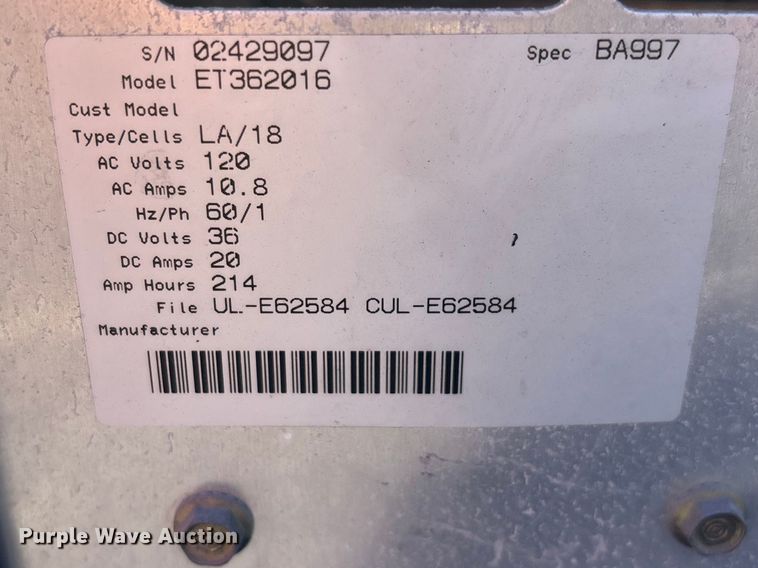 S/N 02429097 Spec BA997
Model ET362016
Cust Model
Type/Cells LA/18
AC Volts 120
AC Amps 10.8
Hz/Ph 60/1
DC Volts 36
DC Amps 20
Amp Hours 214
File UL-E62584 CUL-E62584
Manufacturer
Purple Wave Auction